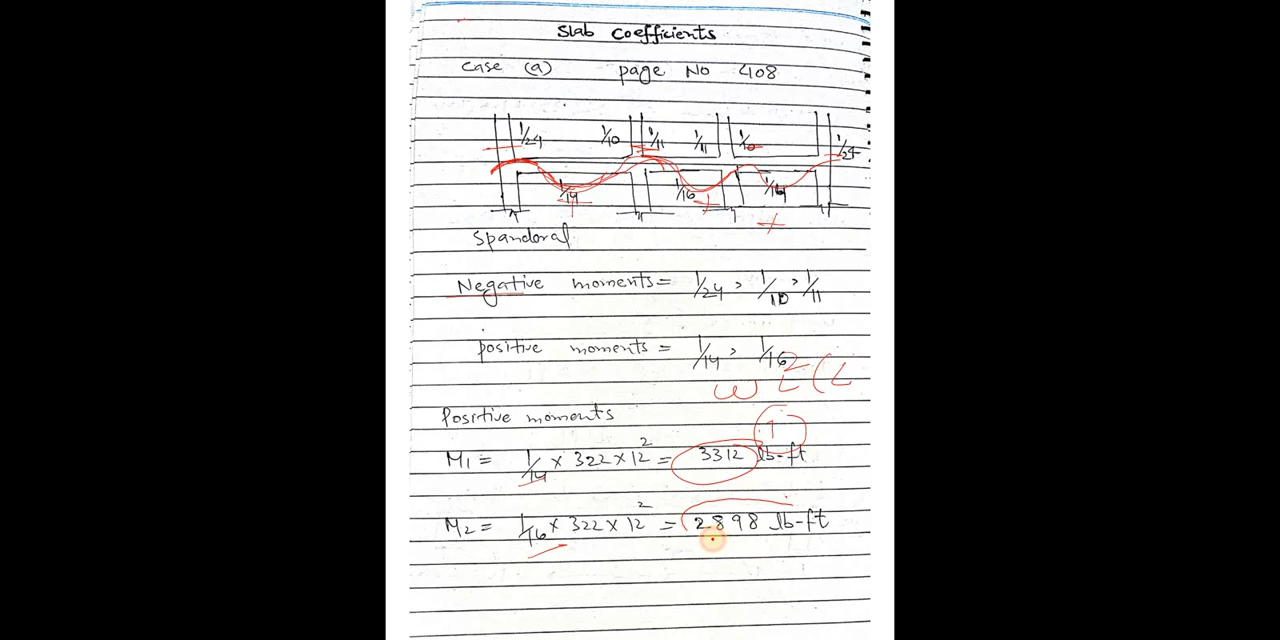 Slab Coefficients
Case (a) page No 408
1/24 1/10 1/11 1/11 1/10 1/24
1/14 1/16 1/14
Spandoral
Negative moments = 1/24 , 1/10 , 1/11
positive moments = 1/14 , 1/16
Positive moments
M1 = 1/14 × 322 × 12² = 3312 lb-ft
M2 = 1/16 × 322 × 12² = 2898 lb-ft